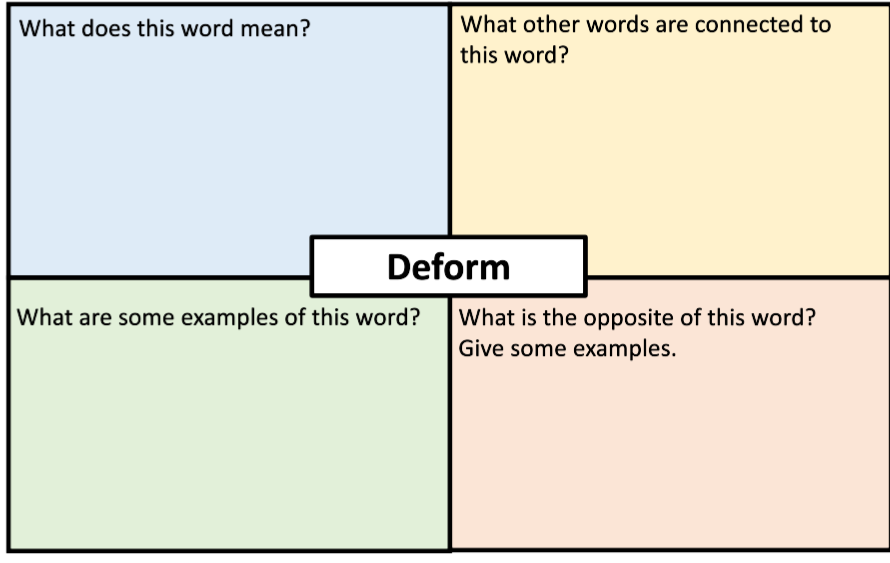 What does this word mean?
What other words are connected to
this word?
Deform
What are some examples of this word?
What is the opposite of this word?
Give some examples.